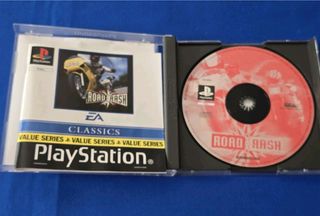 ROAD RASH
EA
CLASSICS
VALUE SERIES ▲ VALUE SERIES ▲ VALUE SERIES
PlayStation
ROAD RASH